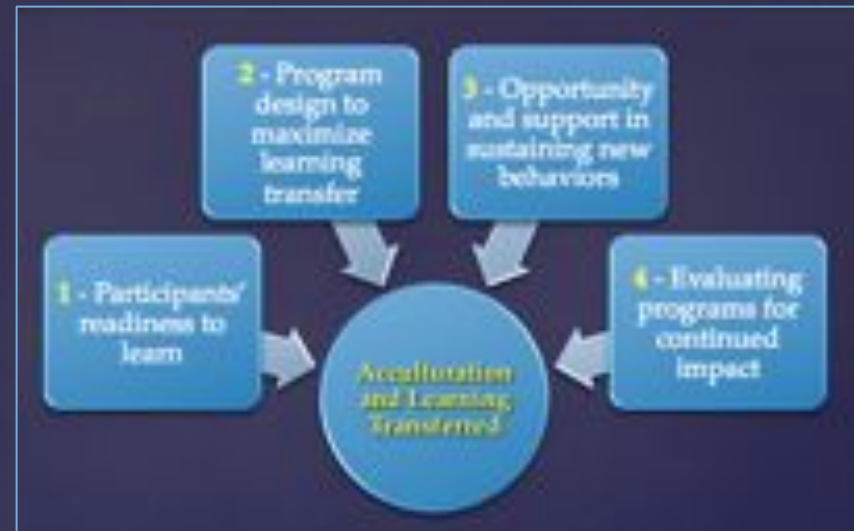 1 - Participants'
readiness to
learn
2 - Program
design to
maximize
learning
transfer
3 - Opportunity
and support in
sustaining new
behaviors
4 - Evaluating
programs for
continued
impact
Acculturation
and Learning
Transferred